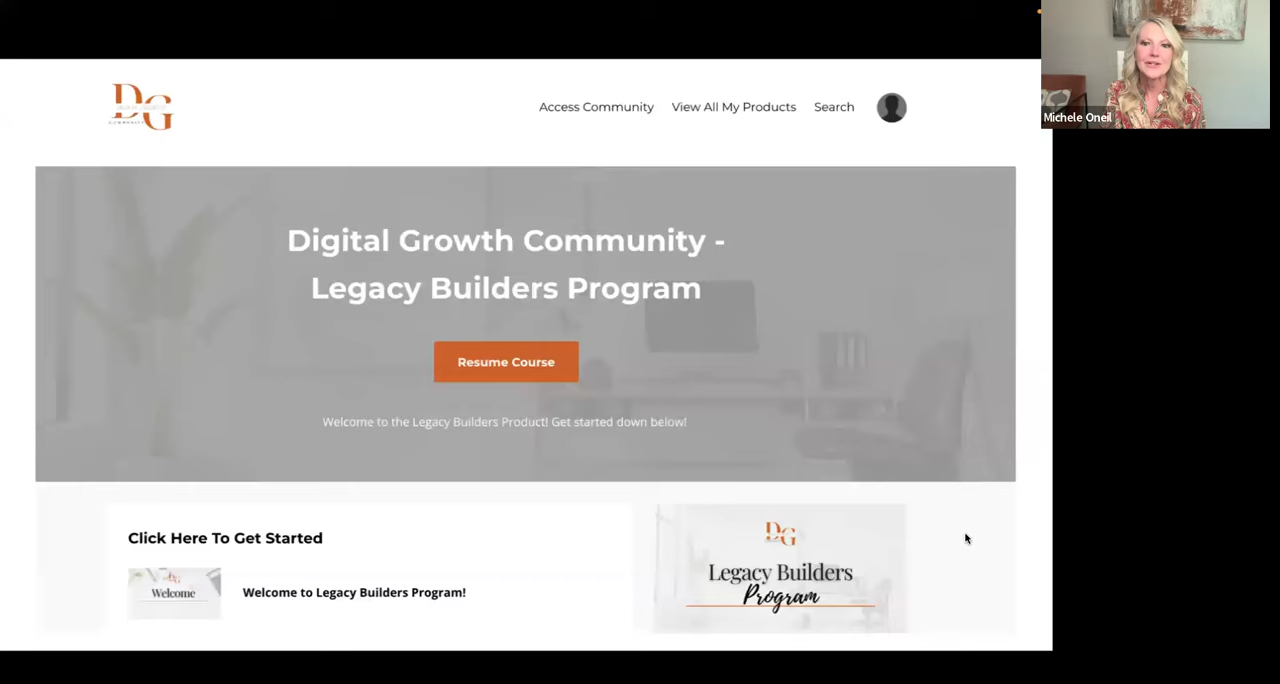 DG
Access Community
View All My Products
Search
Michele Oneil
Digital Growth Community -
Legacy Builders Program
Resume Course
Welcome to the Legacy Builders Product! Get started down below!
Click Here To Get Started
DG
Welcome
Welcome to Legacy Builders Program!
DG
Legacy Builders
Program